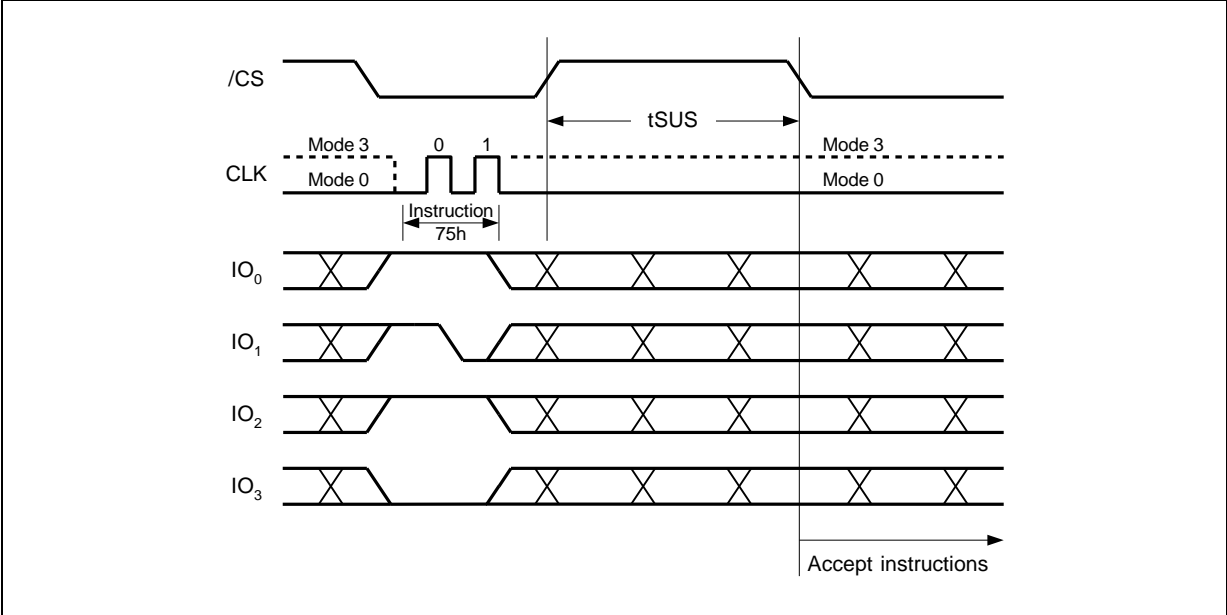 /CS
tSUS
Mode 3 0 1 Mode 3
CLK
Mode 0 Mode 0
Instruction
75h
IO0
IO1
IO2
IO3
Accept instructions